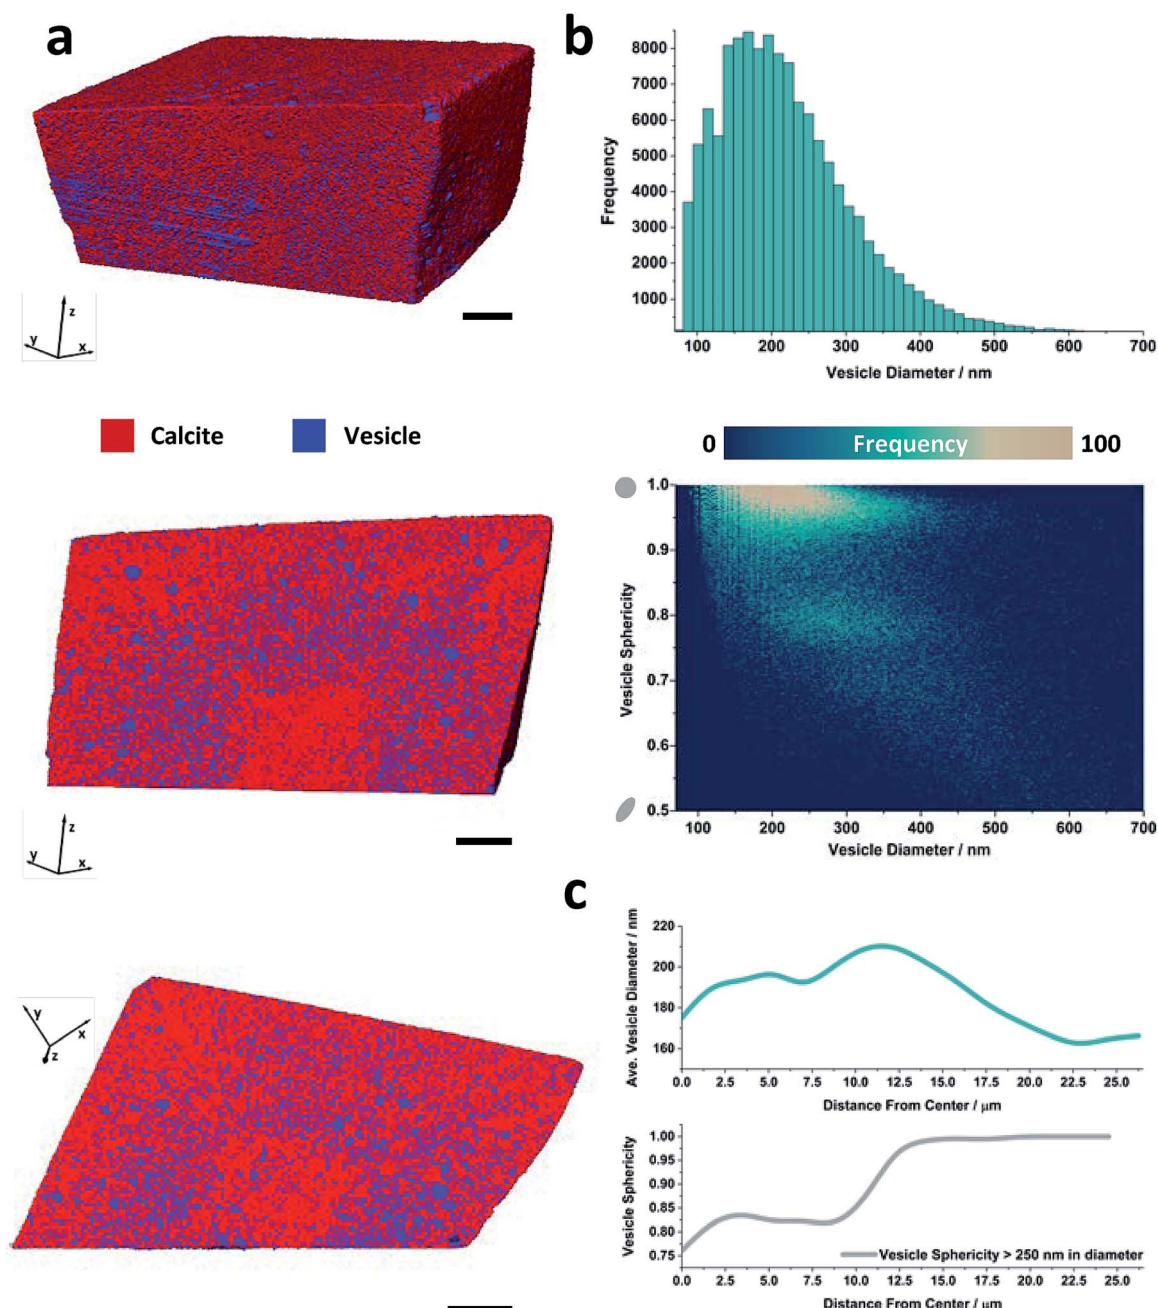 a
z
y
x
Calcite
Vesicle
z
y
x
y
x
z
b
8000
7000
6000
5000
4000
3000
2000
1000
Frequency
100 200 300 400 500 600 700
Vesicle Diameter / nm
0 Frequency 100
1.0
0.9
0.8
0.7
0.6
0.5
Vesicle Sphericity
100 200 300 400 500 600 700
Vesicle Diameter / nm
c
220
200
180
160
Ave. Vesicle Diameter / nm
0.0 2.5 5.0 7.5 10.0 12.5 15.0 17.5 20.0 22.5 25.0
Distance From Center / μm
1.00
0.95
0.90
0.85
0.80
0.75
Vesicle Sphericity
Vesicle Sphericity > 250 nm in diameter
0.0 2.5 5.0 7.5 10.0 12.5 15.0 17.5 20.0 22.5 25.0
Distance From Center / μm